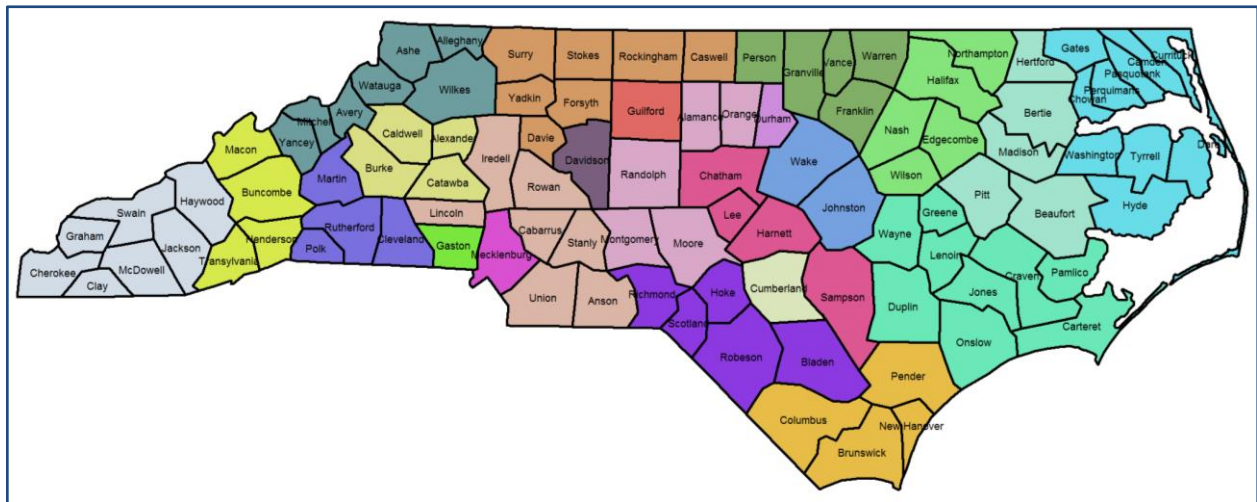 Ashe
Alleghany
Surry
Stokes
Rockingham
Caswell
Person
Granville
Vance
Warren
Northampton
Halifax
Hertford
Gates
Currituck
Camden
Pasquotank
Perquimans
Chowan
Watauga
Wilkes
Yadkin
Forsyth
Guilford
Alamance
Orange
Durham
Franklin
Nash
Edgecombe
Bertie
Mitchel
Avery
Yancey
Caldwell
Alexander
Iredell
Davie
Davidson
Randolph
Chatham
Wake
Wilson
Madison
Washington
Tyrrell
Dare
Macon
Buncombe
Martin
Burke
Catawba
Rowan
Johnston
Pitt
Beaufort
Hyde
Swain
Haywood
Lincoln
Lee
Harnett
Wayne
Greene
Graham
Jackson
Henderson
Transylvania
Rutherford
Polk
Cleveland
Gaston
Mecklenburg
Cabarrus
Stanly
Montgomery
Moore
Lenoir
Craven
Pamlico
Cherokee
McDowell
Clay
Union
Anson
Richmond
Hoke
Scotland
Cumberland
Sampson
Duplin
Jones
Carteret
Onslow
Robeson
Bladen
Pender
Columbus
New Hanover
Brunswick